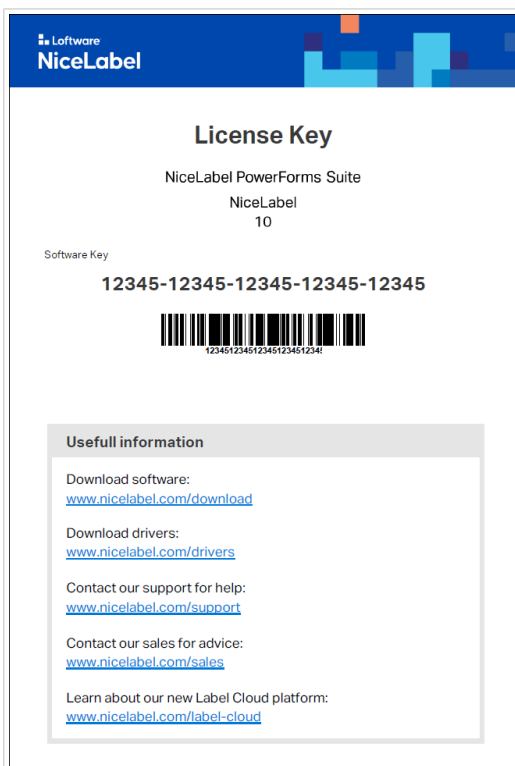 Loftware
NiceLabel
License Key
NiceLabel PowerForms Suite
NiceLabel
10
Software Key
12345-12345-12345-12345-12345
1234512345123451234512345
Usefull information
Download software:
www.nicelabel.com/download
Download drivers:
www.nicelabel.com/drivers
Contact our support for help:
www.nicelabel.com/support
Contact our sales for advice:
www.nicelabel.com/sales
Learn about our new Label Cloud platform:
www.nicelabel.com/label-cloud